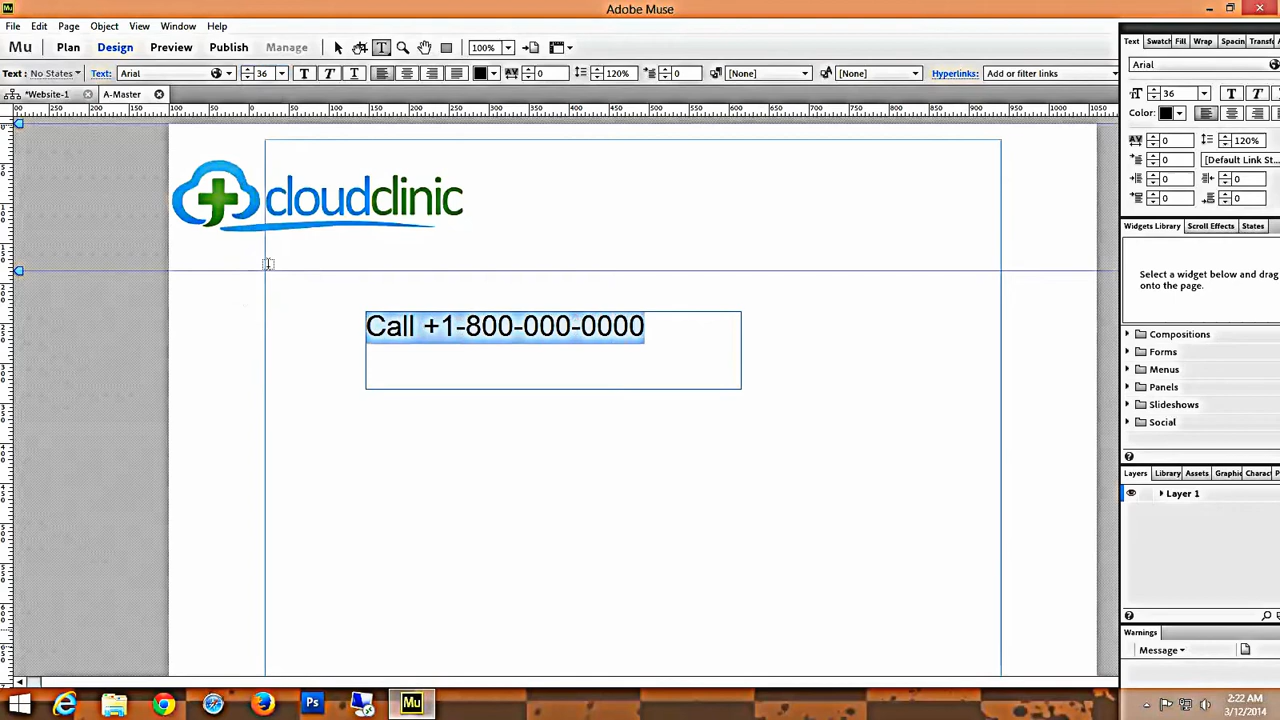 Adobe Muse
File Edit Page Object View Window Help
Mu Plan Design Preview Publish Manage 100%
Text: No States Text: Arial 36 T T T 0 120% 0 [None] [None] Hyperlinks: Add or filter links
*Website-1 A-Master
cloudclinic
Call +1-800-000-0000
Text Swatch Fill Wrap Spacin Transfo
Arial
36 T T
Color:
0 120%
0 [Default Link St...
0 0
0 0
Widgets Library Scroll Effects States
Select a widget below and drag
onto the page.
Compositions
Forms
Menus
Panels
Slideshows
Social
Layers Library Assets Graphic Charac
Layer 1
Warnings
Message
Ps
Mu
2:22 AM
3/12/2014